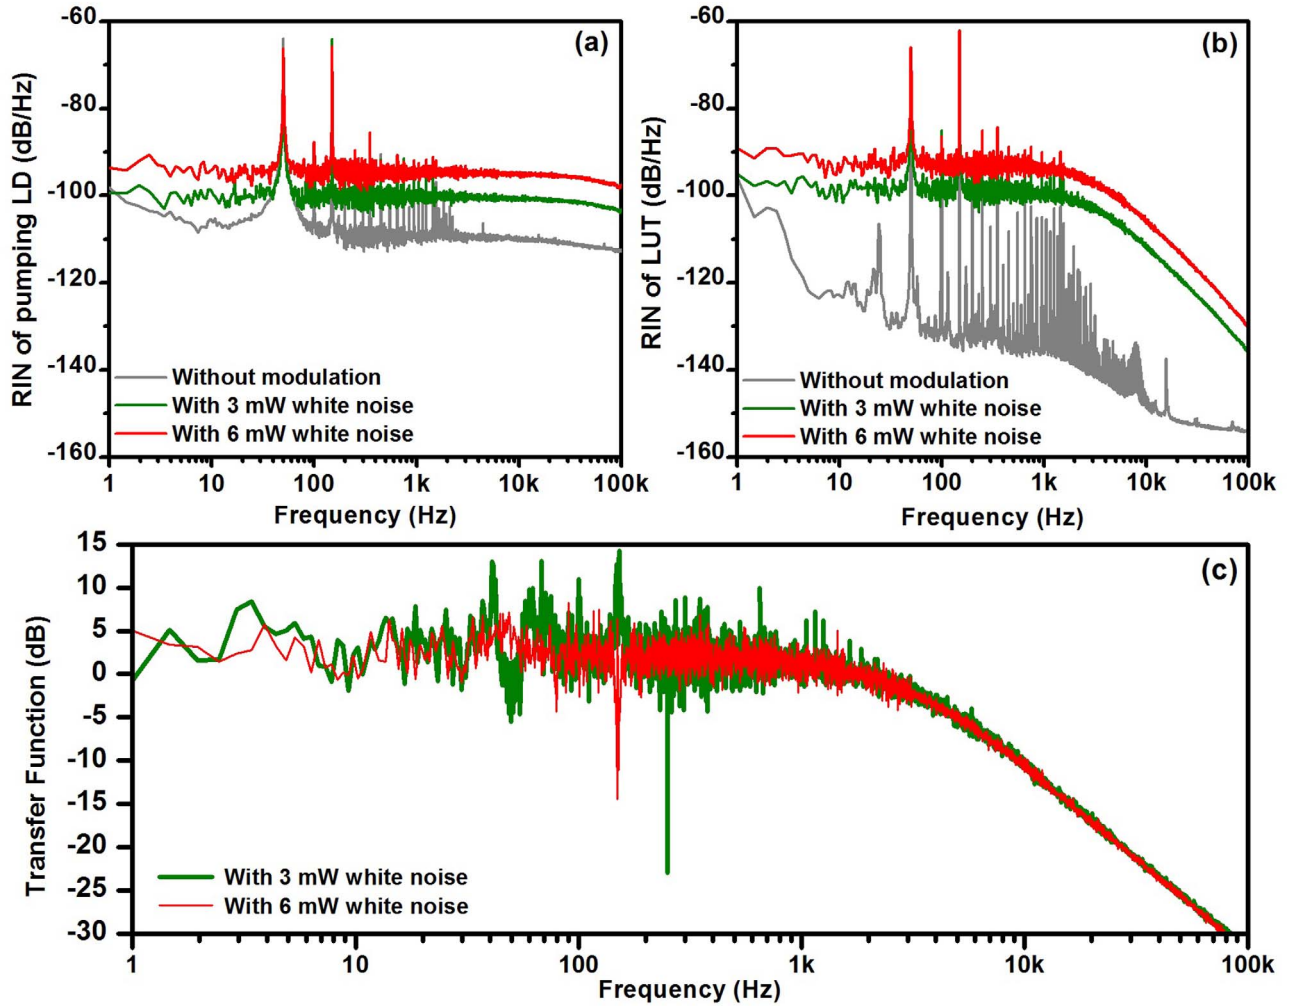 (a)
RIN of pumping LD (dB/Hz)
-60
-80
-100
-120
-140
-160
Without modulation
With 3 mW white noise
With 6 mW white noise
1 10 100 1k 10k 100k
Frequency (Hz)
(b)
RIN of LUT (dB/Hz)
-60
-80
-100
-120
-140
-160
Without modulation
With 3 mW white noise
With 6 mW white noise
1 10 100 1k 10k 100k
Frequency (Hz)
(c)
Transfer Function (dB)
15
10
5
0
-5
-10
-15
-20
-25
-30
With 3 mW white noise
With 6 mW white noise
1 10 100 1k 10k 100k
Frequency (Hz)